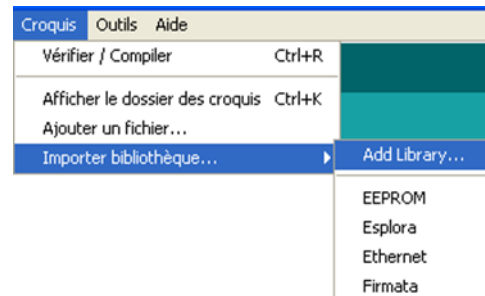 Croquis Outils Aide
Vérifier / Compiler Ctrl+R
Afficher le dossier des croquis Ctrl+K
Ajouter un fichier...
Importer bibliothèque...
Add Library...
EEPROM
Esplora
Ethernet
Firmata